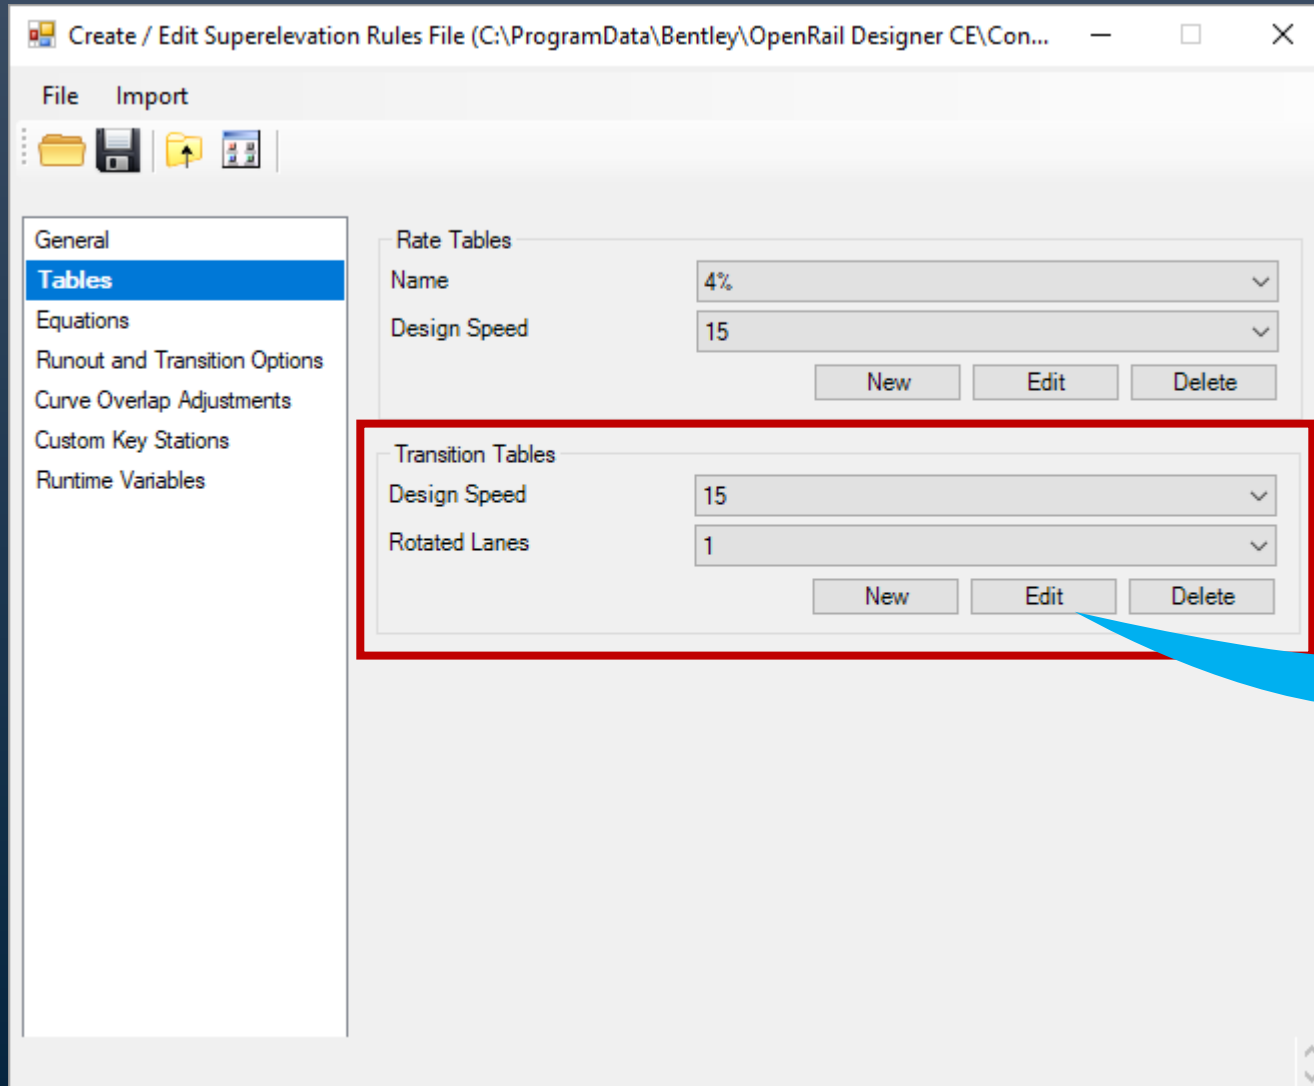 Create / Edit Superelevation Rules File (C:\ProgramData\Bentley\OpenRail Designer CE\Con...
File Import
General
Tables
Equations
Runout and Transition Options
Curve Overlap Adjustments
Custom Key Stations
Runtime Variables
Rate Tables
Name 4%
Design Speed 15
New Edit Delete
Transition Tables
Design Speed 15
Rotated Lanes 1
New Edit Delete